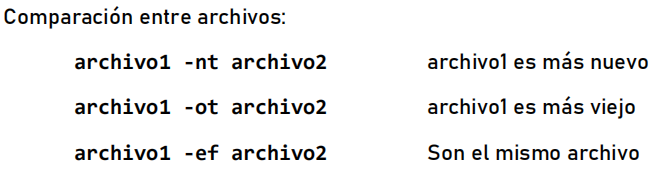 Comparación entre archivos:
archivo1 -nt archivo2 archivo1 es más nuevo
archivo1 -ot archivo2 archivo1 es más viejo
archivo1 -ef archivo2 Son el mismo archivo